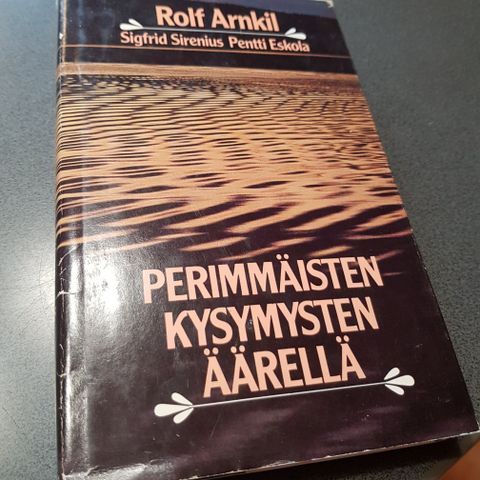 Rolf Arnkil
Sigfrid Sirenius Pentti Eskola
PERIMMÄISTEN
KYSYMYSTEN
ÄÄRELLÄ